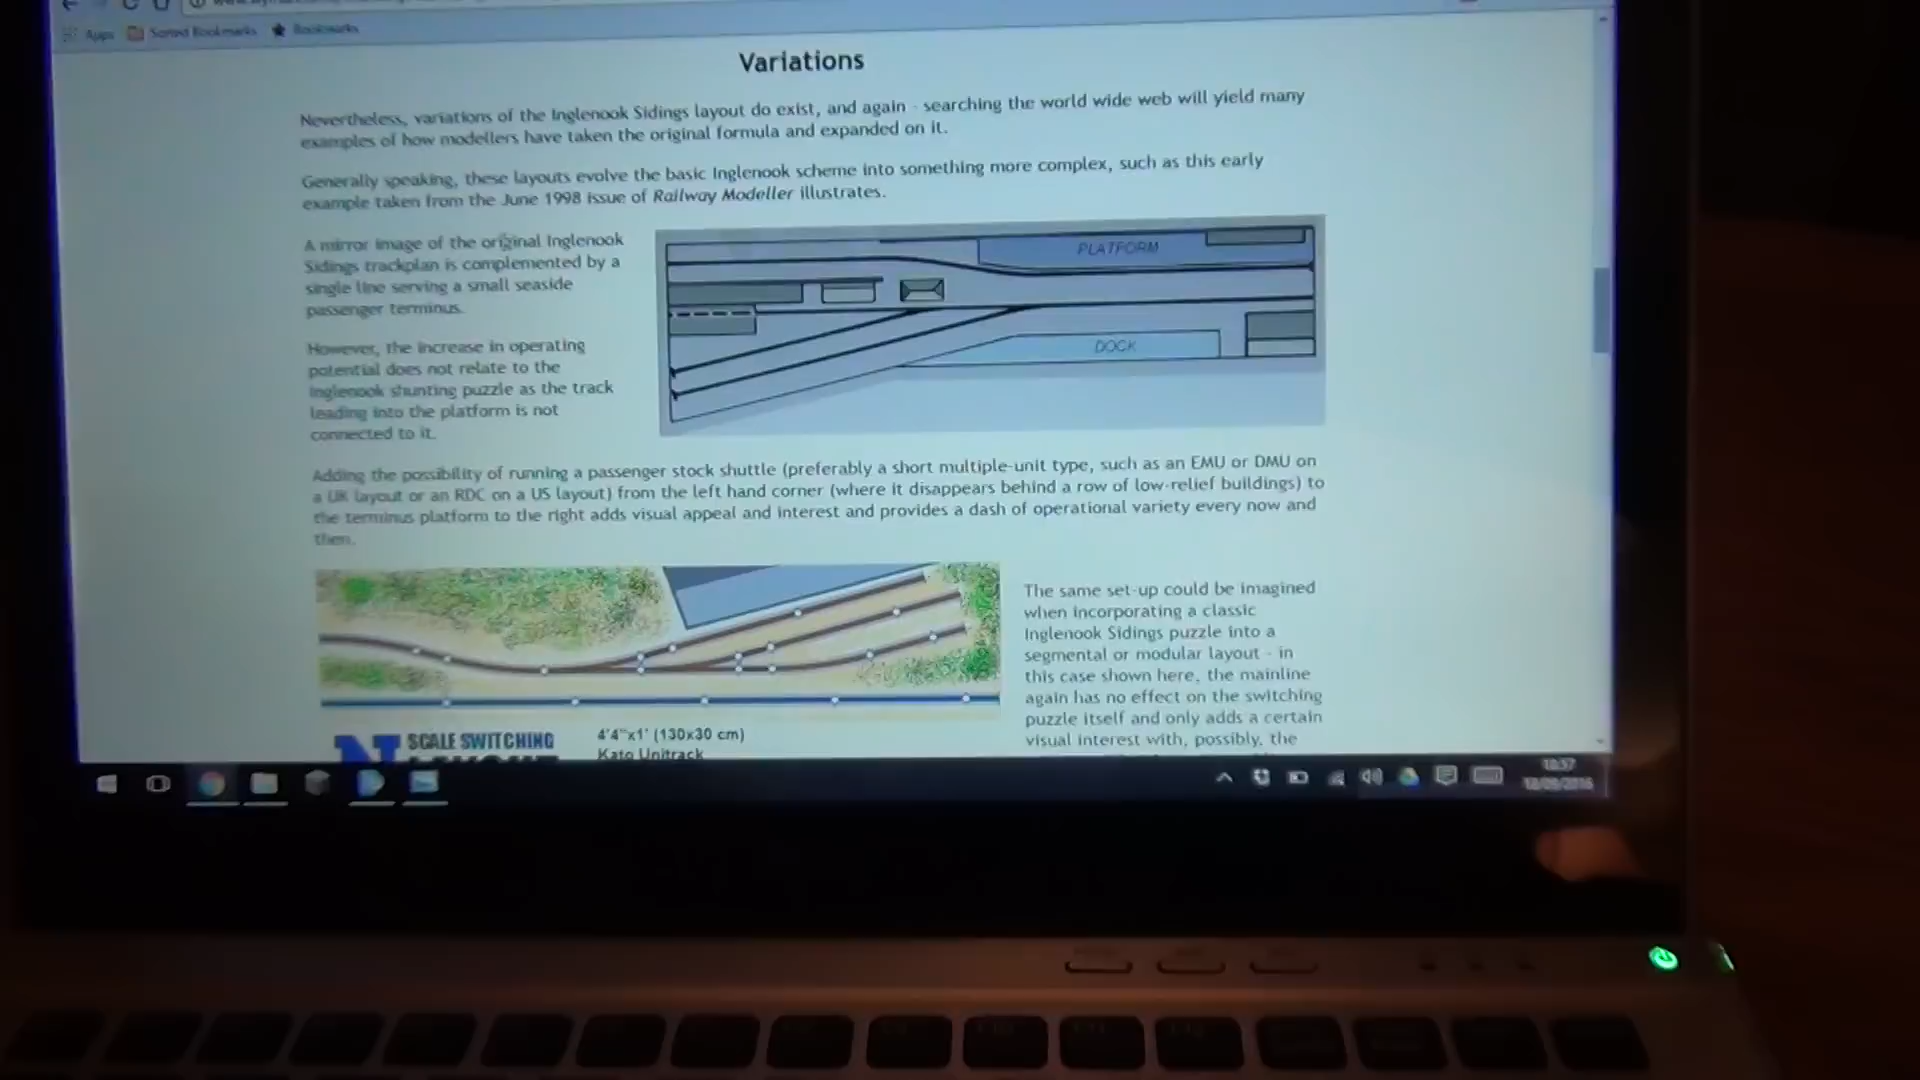 Apps Sorted Bookmarks Bookmarks
Variations
Nevertheless, variations of the Inglenook Sidings layout do exist, and again - searching the world wide web will yield many
examples of how modellers have taken the original formula and expanded on it.
Generally speaking, these layouts evolve the basic Inglenook scheme into something more complex, such as this early
example taken from the June 1998 issue of Railway Modeller illustrates.
A mirror image of the original Inglenook
Sidings trackplan is complemented by a
single line serving a small seaside
passenger terminus.
However, the increase in operating
potential does not relate to the
Inglenook shunting puzzle as the track
leading into the platform is not
connected to it.
PLATFORM
DOCK
Adding the possibility of running a passenger stock shuttle (preferably a short multiple-unit type, such as an EMU or DMU on
a UK layout or an RDC on a US layout) from the left hand corner (where it disappears behind a row of low-relief buildings) to
the terminus platform to the right adds visual appeal and interest and provides a dash of operational variety every now and
then.
The same set-up could be imagined
when incorporating a classic
Inglenook Sidings puzzle into a
segmental or modular layout - in
this case shown here, the mainline
again has no effect on the switching
puzzle itself and only adds a certain
visual interest with, possibly, the
N SCALE SWITCHING
4'4"x1' (130x30 cm)
Kato Unitrack